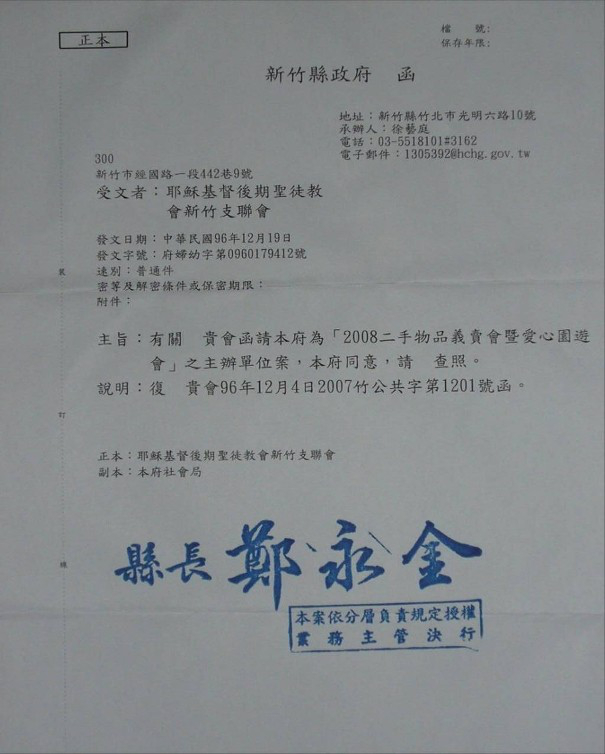 正本
檔 號:
保存年限:
新竹縣政府 函
地址：新竹縣竹北市光明六路10號
承辦人：徐藝庭
電話：03-5518101#3162
電子郵件：1305392@hchg.gov.tw
300
新竹市經國路一段442巷9號
受文者：耶穌基督後期聖徒教
會新竹支聯會
發文日期：中華民國96年12月19日
發文字號：府婦幼字第0960179412號
速別：普通件
密等及解密條件或保密期限：
附件：
主旨：有關 貴會函請本府為「2008二手物品義賣會暨愛心園遊
會」之主辦單位案，本府同意，請 查照。
說明：復 貴會96年12月4日2007竹公共字第1201號函。
正本：耶穌基督後期聖徒教會新竹支聯會
副本：本府社會局
縣長 鄭永金
本案依分層負責規定授權
業務主管決行
裝
訂
線